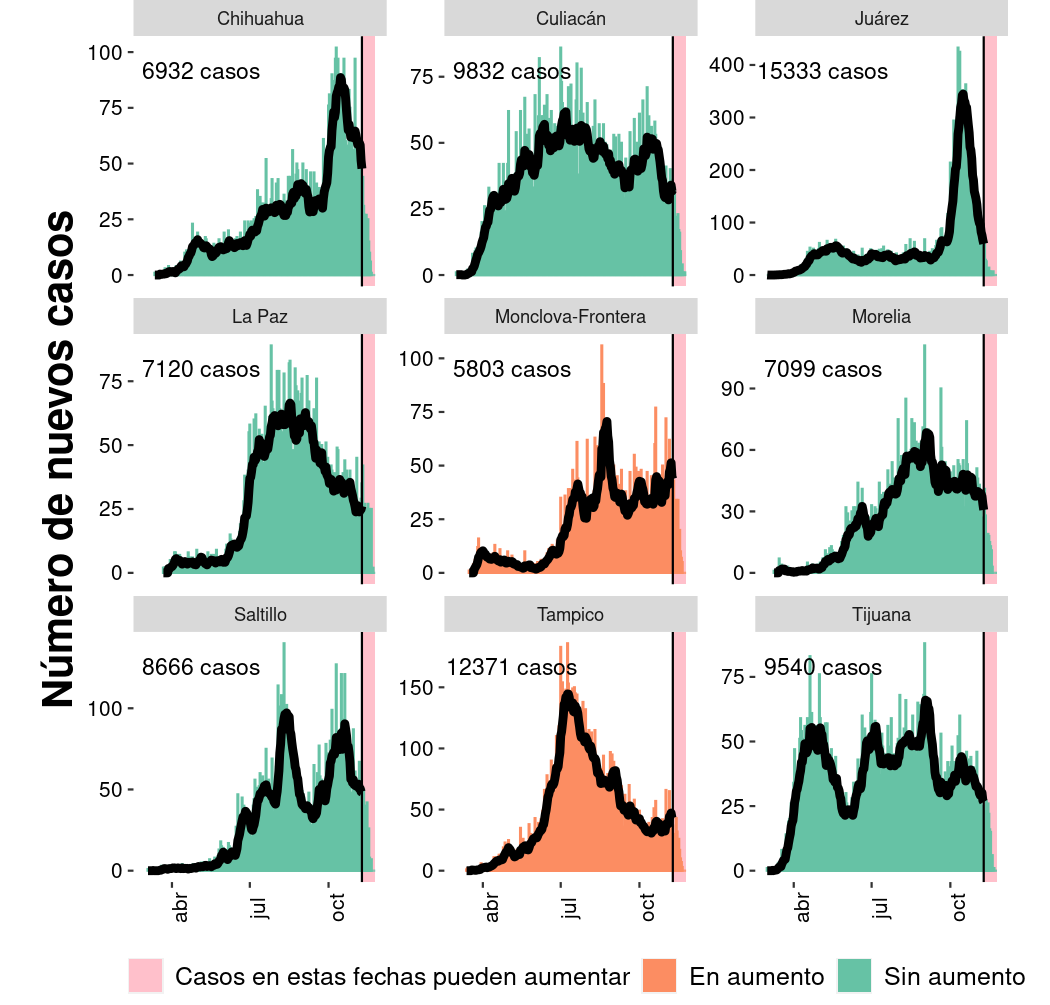 Número de nuevos casos
Chihuahua
Culiacán
Juárez
6932 casos
9832 casos
15333 casos
100
75
50
25
0
75
50
25
0
400
300
200
100
0
La Paz
Monclova-Frontera
Morelia
7120 casos
5803 casos
7099 casos
75
50
25
0
100
75
50
25
0
90
60
30
0
Saltillo
Tampico
Tijuana
8666 casos
12371 casos
9540 casos
100
50
0
150
100
50
0
75
50
25
0
abr jul oct
abr jul oct
abr jul oct
Casos en estas fechas pueden aumentar En aumento Sin aumento